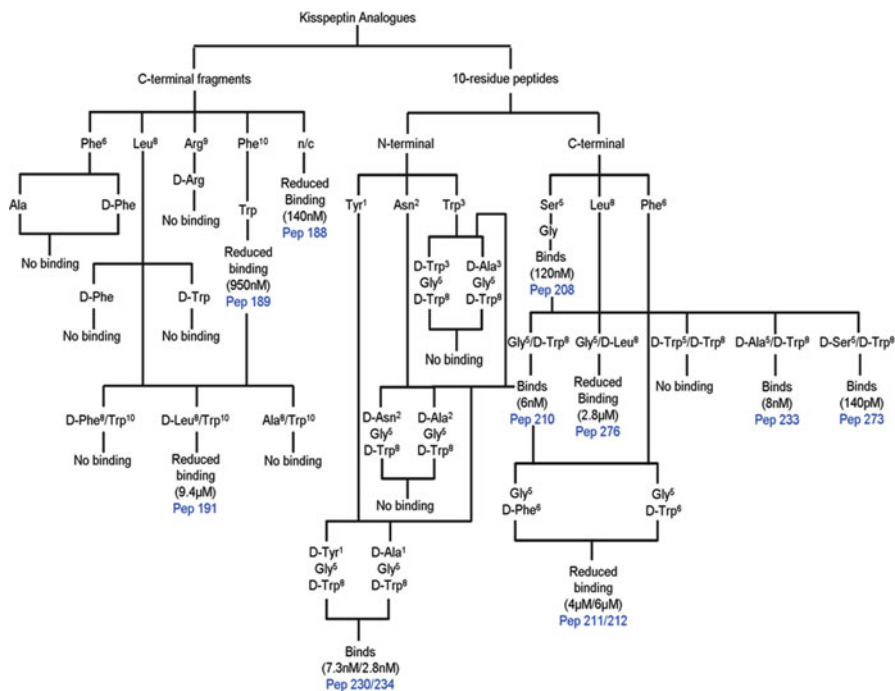 Kisspeptin Analogues
C-terminal fragments
10-residue peptides
Phe⁶
Leu⁸
Arg⁹
Phe¹⁰
n/c
N-terminal
C-terminal
Ala
D-Phe
No binding
D-Arg
No binding
Trp
Reduced
binding
(950nM)
Pep 189
Reduced
Binding
(140nM)
Pep 188
D-Phe
No binding
D-Trp
No binding
D-Phe⁸/Trp¹⁰
No binding
D-Leu⁸/Trp¹⁰
Reduced
binding
(9.4µM)
Pep 191
Ala⁸/Trp¹⁰
No binding
Tyr¹
Asn²
Trp³
D-Trp³
Gly⁵
D-Trp⁸
D-Ala³
Gly⁵
D-Trp⁸
No binding
D-Asn²
Gly⁵
D-Trp⁸
D-Ala²
Gly⁵
D-Trp⁸
No binding
D-Tyr¹
Gly⁵
D-Trp⁸
D-Ala¹
Gly⁵
D-Trp⁸
Binds
(7.3nM/2.8nM)
Pep 230/234
Ser⁵
Leu⁸
Phe⁶
Gly
Binds
(120nM)
Pep 208
Gly⁵/D-Trp⁸
Binds
(6nM)
Pep 210
Gly⁵/D-Leu⁸
Reduced
Binding
(2.8µM)
Pep 276
D-Trp⁵/D-Trp⁸
No binding
D-Ala⁵/D-Trp⁸
Binds
(8nM)
Pep 233
D-Ser⁵/D-Trp⁸
Binds
(140pM)
Pep 273
Gly⁵
D-Phe⁶
Gly⁵
D-Trp⁶
Reduced
binding
(4µM/6µM)
Pep 211/212